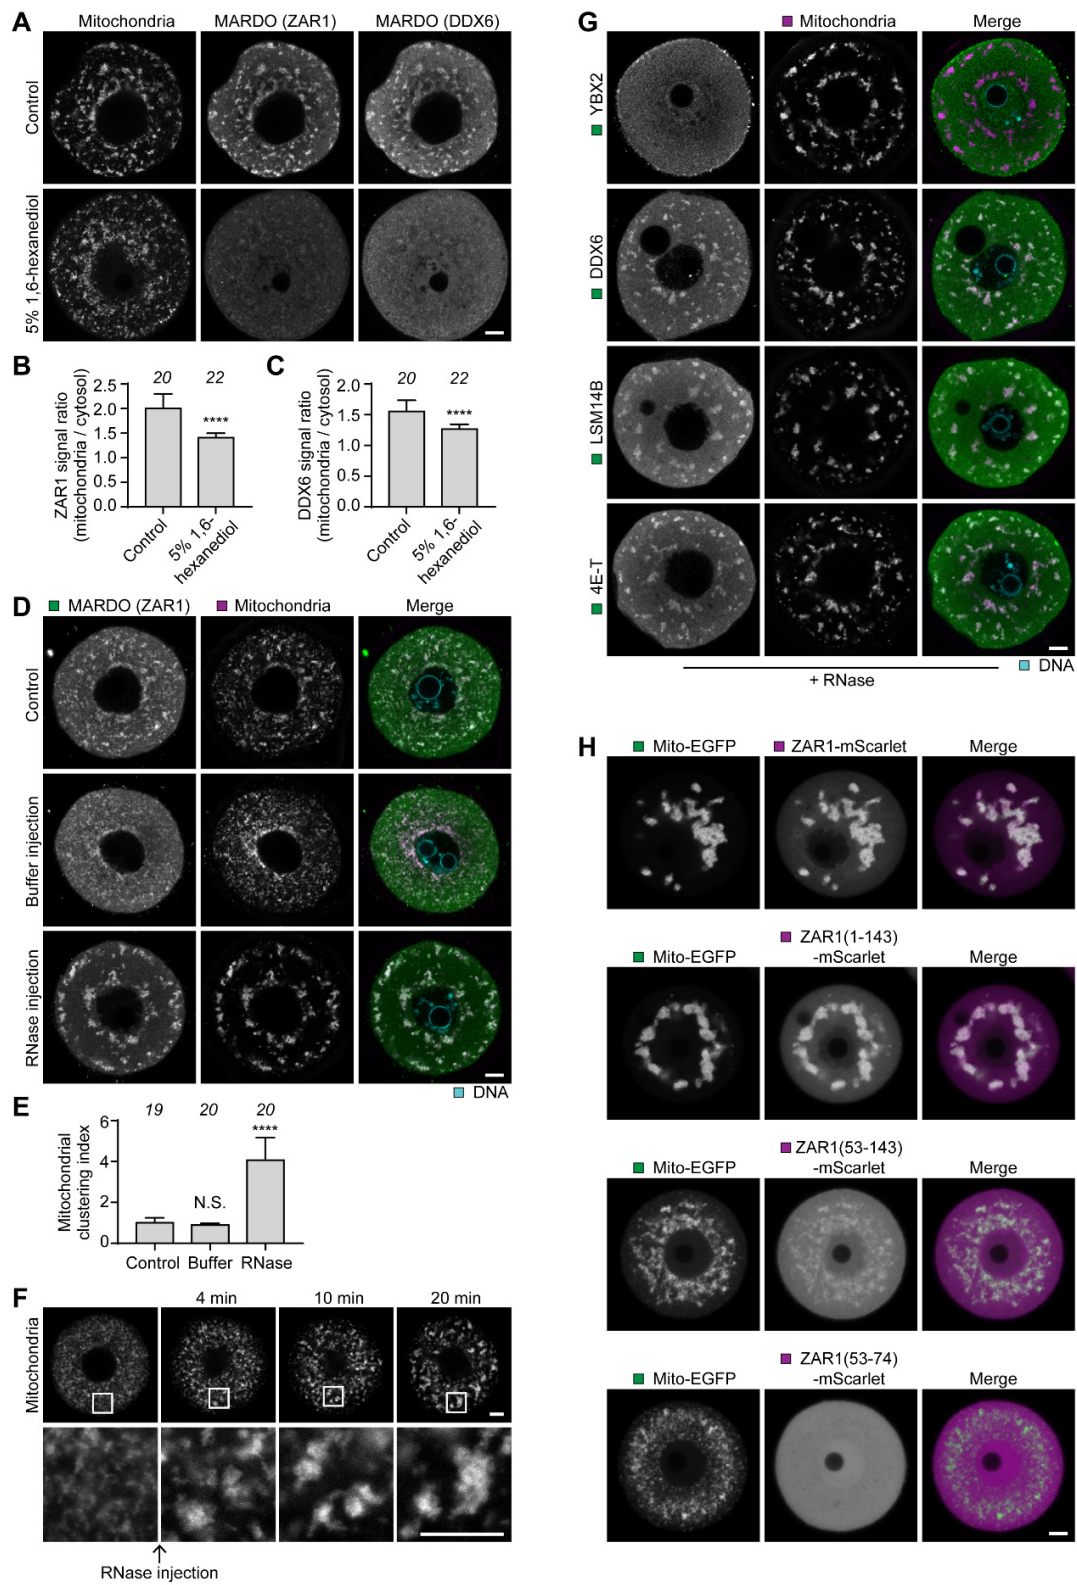 A
Mitochondria
MARDO (ZAR1)
MARDO (DDX6)
Control
5% 1,6-hexanediol
B
20
22
ZAR1 signal ratio
(mitochondria / cytosol)
2.5
2.0
1.5
1.0
0.5
0.0
****
Control
5% 1,6-
hexanediol
C
20
22
DDX6 signal ratio
(mitochondria / cytosol)
2.0
1.5
1.0
0.5
0.0
****
Control
5% 1,6-
hexanediol
D
MARDO (ZAR1)
Mitochondria
Merge
Control
Buffer injection
RNase injection
DNA
E
19
20
20
Mitochondrial
clustering index
6
4
2
0
N.S.
****
Control
Buffer
RNase
F
4 min
10 min
20 min
Mitochondria
RNase injection
G
Mitochondria
Merge
YBX2
DDX6
LSM14B
4E-T
DNA
+ RNase
H
Mito-EGFP
ZAR1-mScarlet
Merge
Mito-EGFP
ZAR1(1-143)
-mScarlet
Merge
Mito-EGFP
ZAR1(53-143)
-mScarlet
Merge
Mito-EGFP
ZAR1(53-74)
-mScarlet
Merge